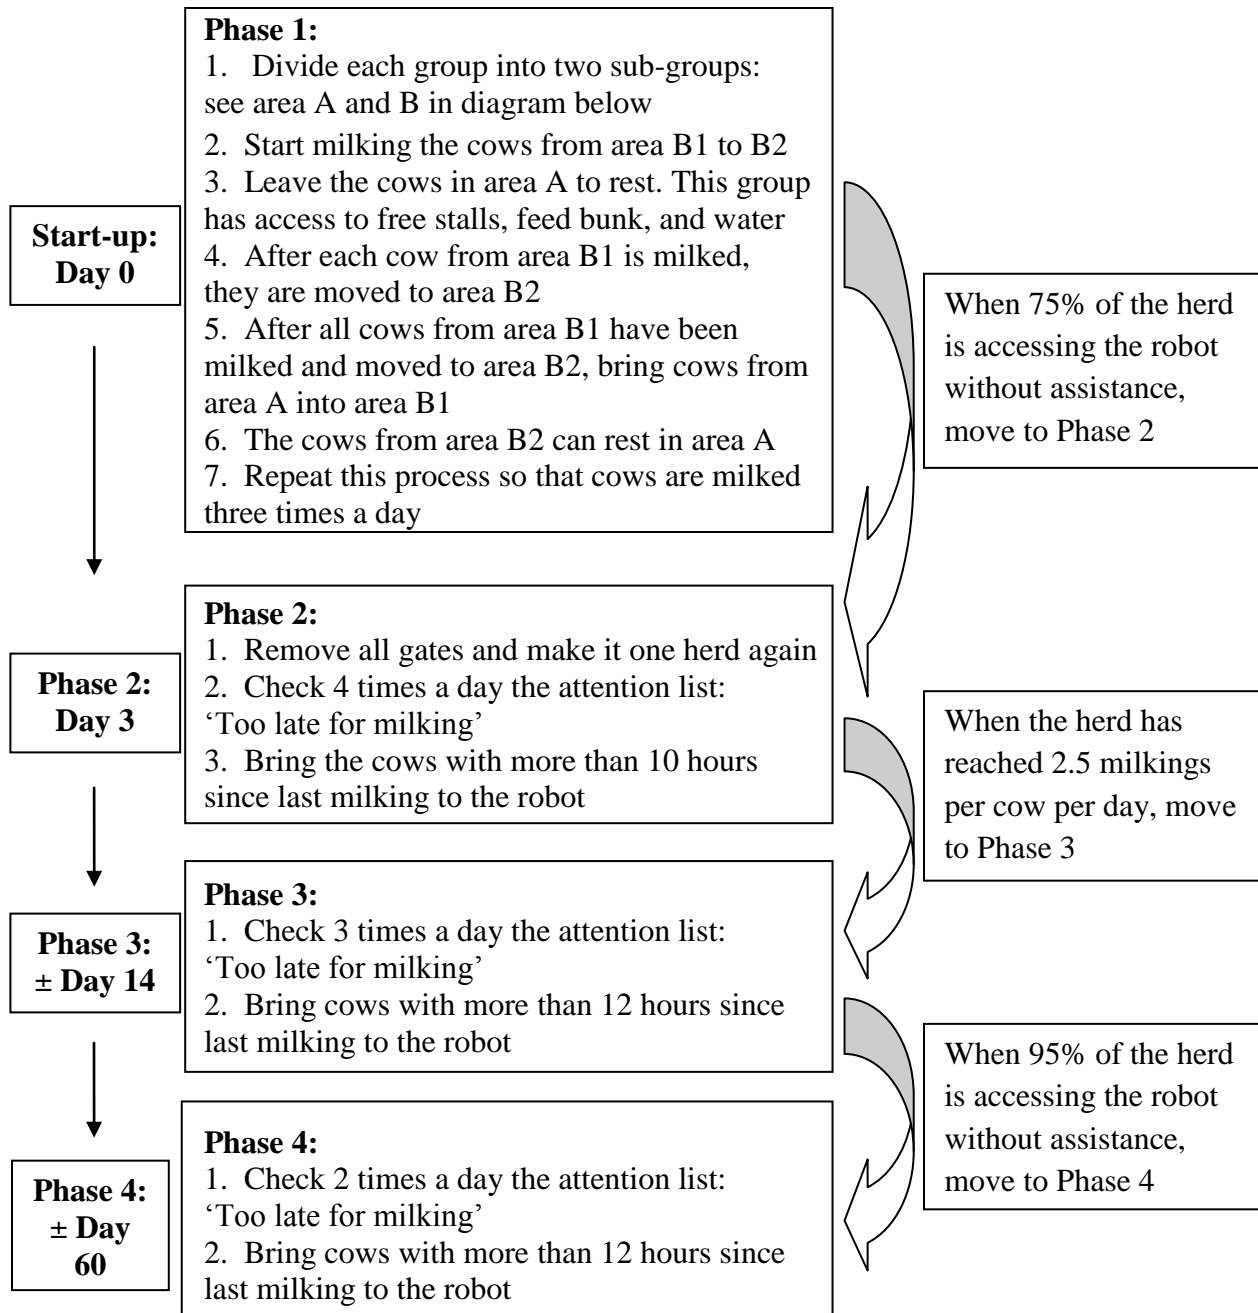 Phase 1:
1. Divide each group into two sub-groups:
see area A and B in diagram below
2. Start milking the cows from area B1 to B2
3. Leave the cows in area A to rest. This group
has access to free stalls, feed bunk, and water
4. After each cow from area B1 is milked,
they are moved to area B2
5. After all cows from area B1 have been
milked and moved to area B2, bring cows from
area A into area B1
6. The cows from area B2 can rest in area A
7. Repeat this process so that cows are milked
three times a day
Start-up:
Day 0
When 75% of the herd
is accessing the robot
without assistance,
move to Phase 2
Phase 2:
1. Remove all gates and make it one herd again
2. Check 4 times a day the attention list:
‘Too late for milking’
3. Bring the cows with more than 10 hours
since last milking to the robot
Phase 2:
Day 3
When the herd has
reached 2.5 milkings
per cow per day, move
to Phase 3
Phase 3:
1. Check 3 times a day the attention list:
‘Too late for milking’
2. Bring cows with more than 12 hours since
last milking to the robot
Phase 3:
± Day 14
When 95% of the herd
is accessing the robot
without assistance,
move to Phase 4
Phase 4:
1. Check 2 times a day the attention list:
‘Too late for milking’
2. Bring cows with more than 12 hours since
last milking to the robot
Phase 4:
± Day
60